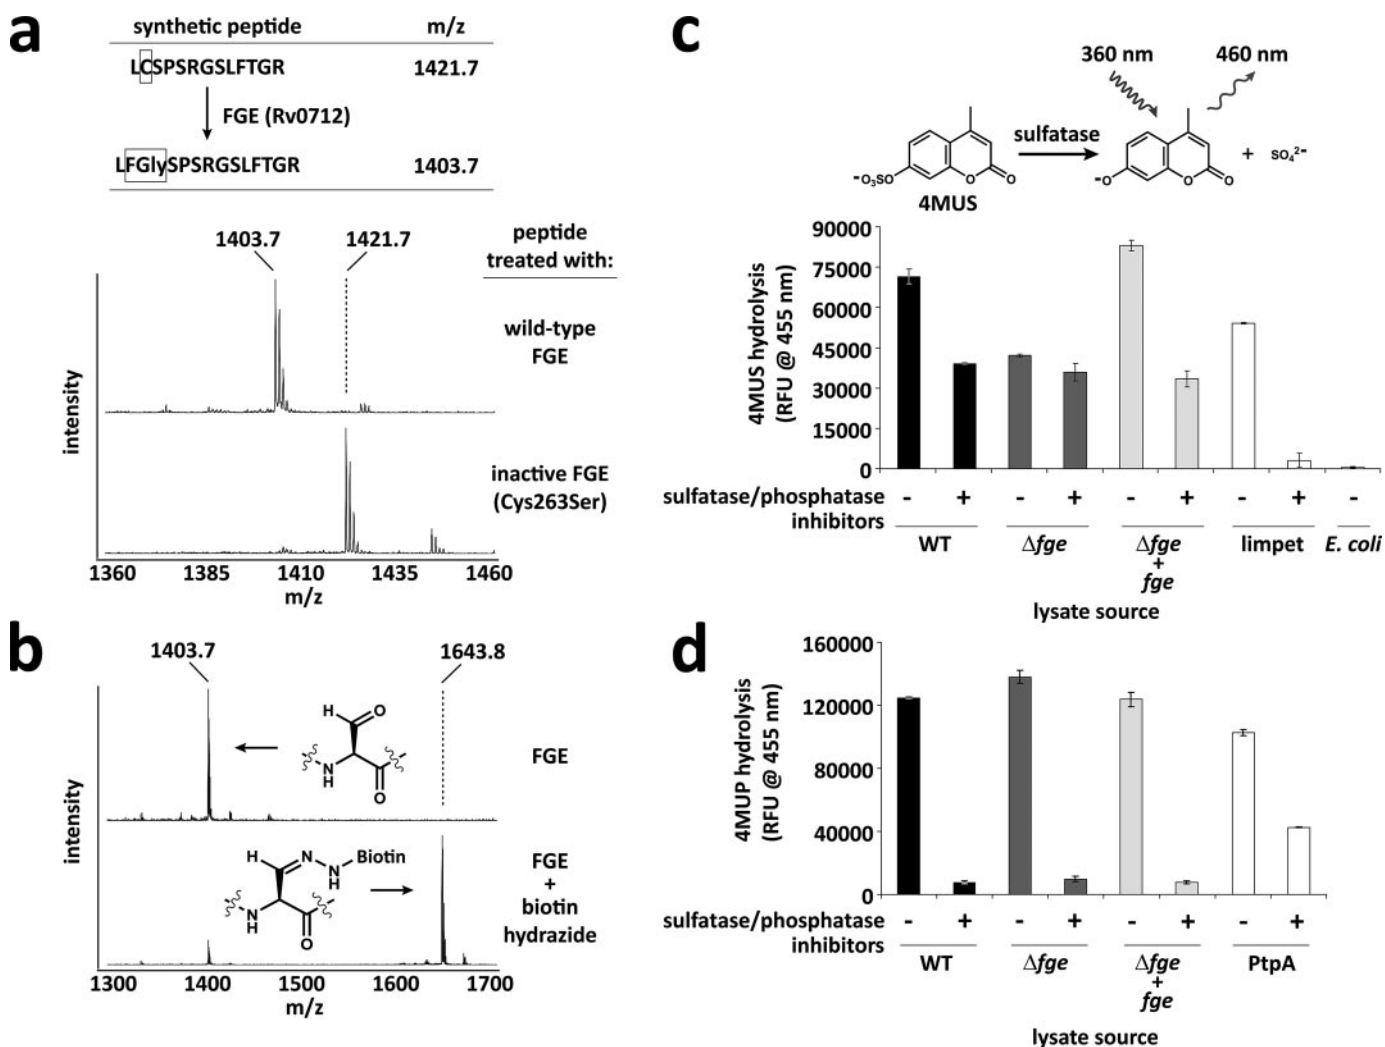 a
synthetic peptide m/z
LCSPSRGSLFTGR 1421.7
FGE (Rv0712)
LFGlySPSRGSLFTGR 1403.7
1403.7 1421.7
peptide
treated with:
wild-type
FGE
inactive FGE
(Cys263Ser)
intensity
1360 1385 1410 1435 1460
m/z
b
1403.7 1643.8
H
O
N
H
O
FGE
H
N
N
H
Biotin
N
H
O
FGE
+
biotin
hydrazide
intensity
1300 1400 1500 1600 1700
m/z
c
360 nm 460 nm
sulfatase
-O3SO
O
O
-O
O
O
+ SO4 2-
4MUS
4MUS hydrolysis
(RFU @ 455 nm)
90000
75000
60000
45000
30000
15000
0
sulfatase/phosphatase
inhibitors
- + - + - + - + -
WT Δfge Δfge
+
fge
limpet E. coli
lysate source
d
4MUP hydrolysis
(RFU @ 455 nm)
160000
120000
80000
40000
0
sulfatase/phosphatase
inhibitors
- + - + - + - +
WT Δfge Δfge
+
fge
PtpA
lysate source